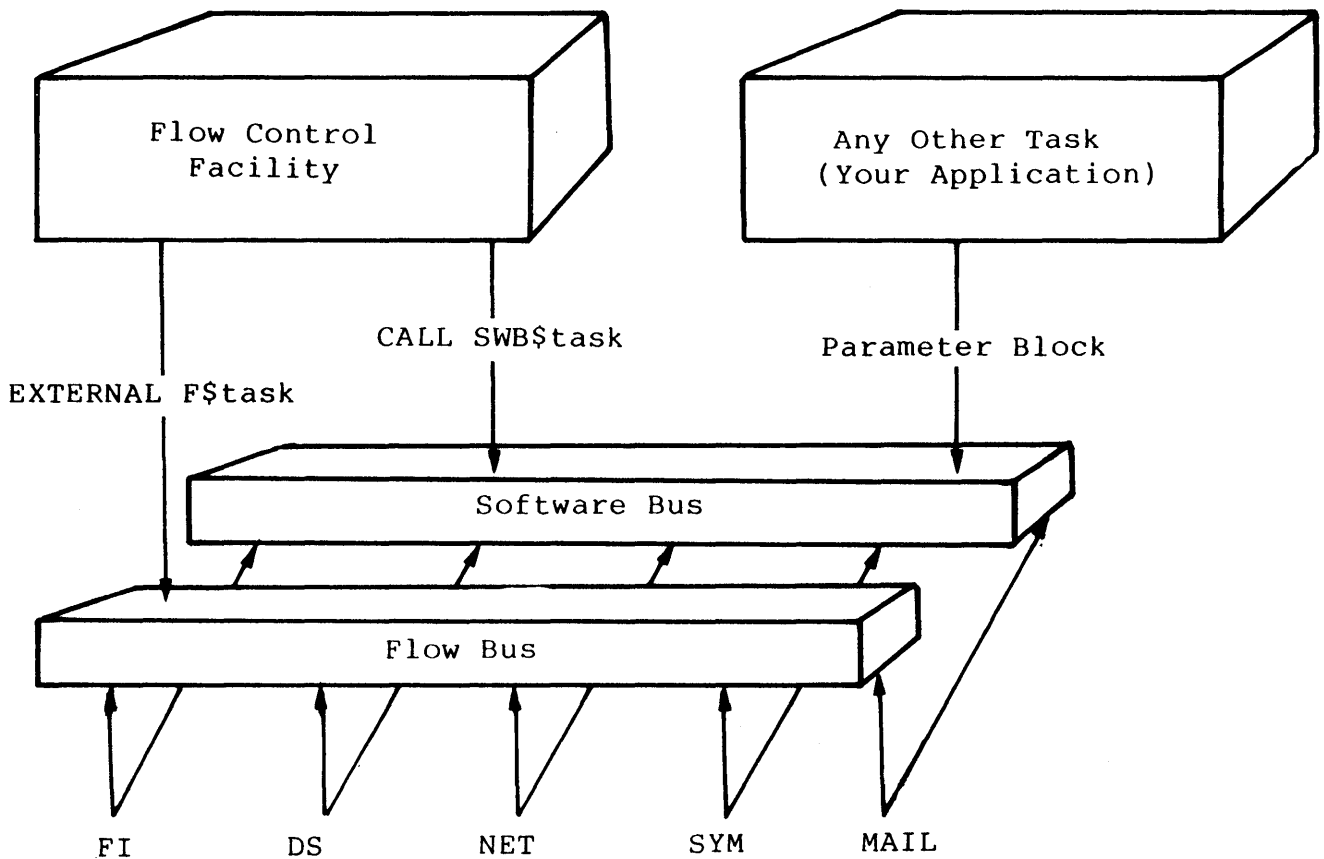 Flow Control
Facility
Any Other Task
(Your Application)
CALL SWB$task
Parameter Block
EXTERNAL F$task
Software Bus
Flow Bus
FI
DS
NET
SYM
MAIL